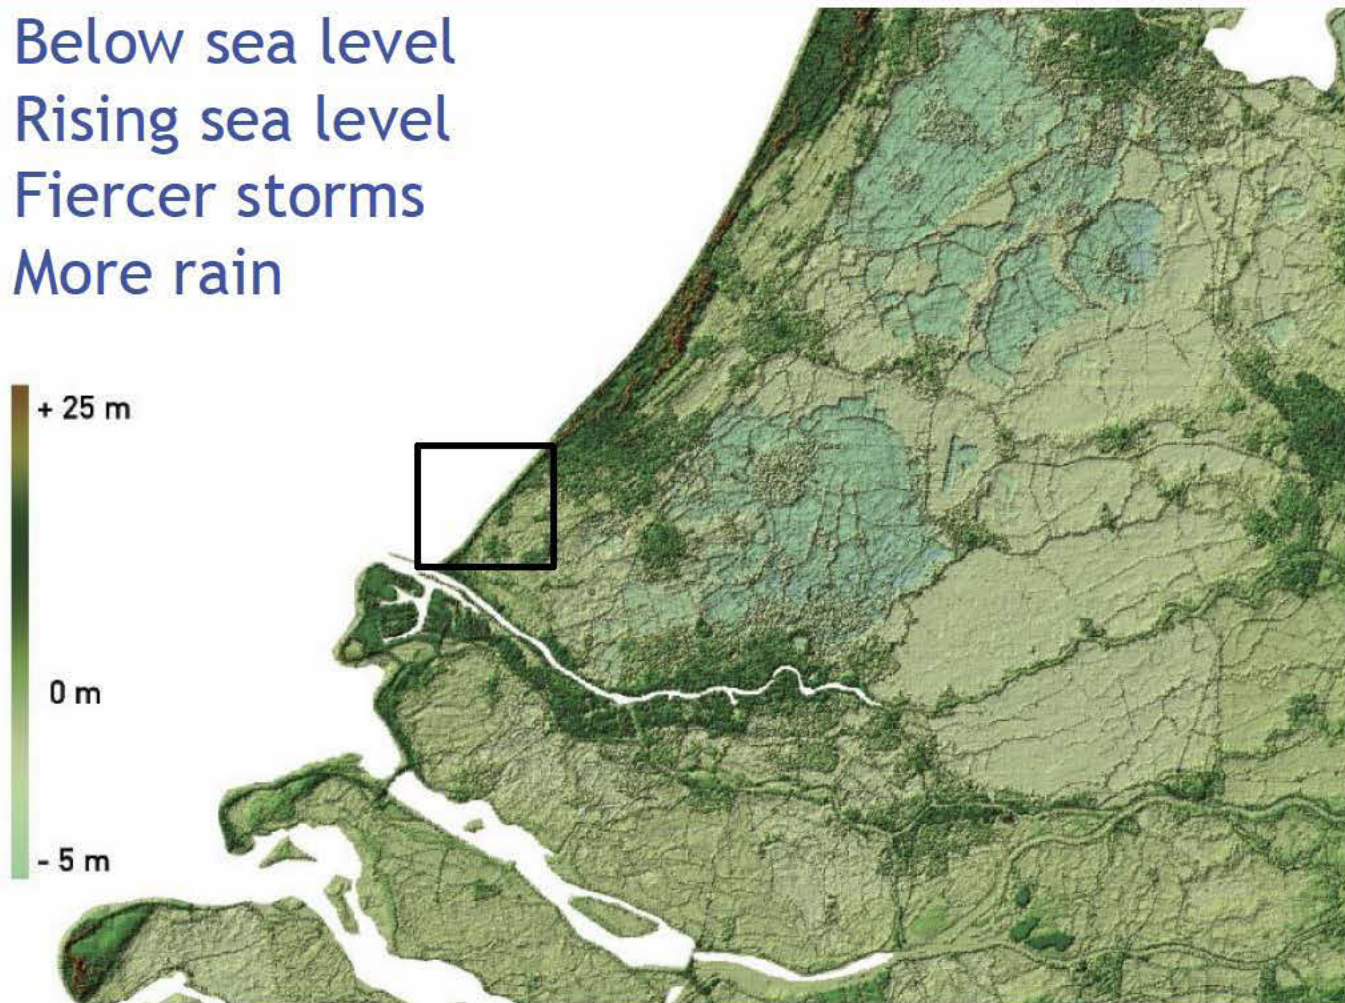 Below sea level
Rising sea level
Fiercer storms
More rain
+ 25 m
0 m
- 5 m